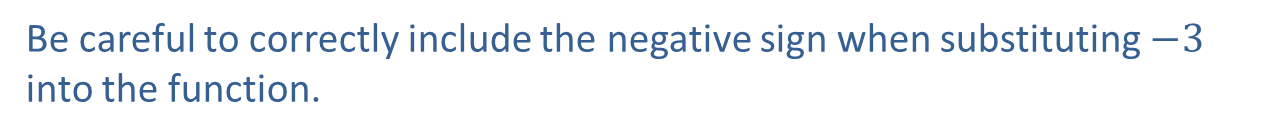 Be careful to correctly include the negative sign when substituting −3
into the function.